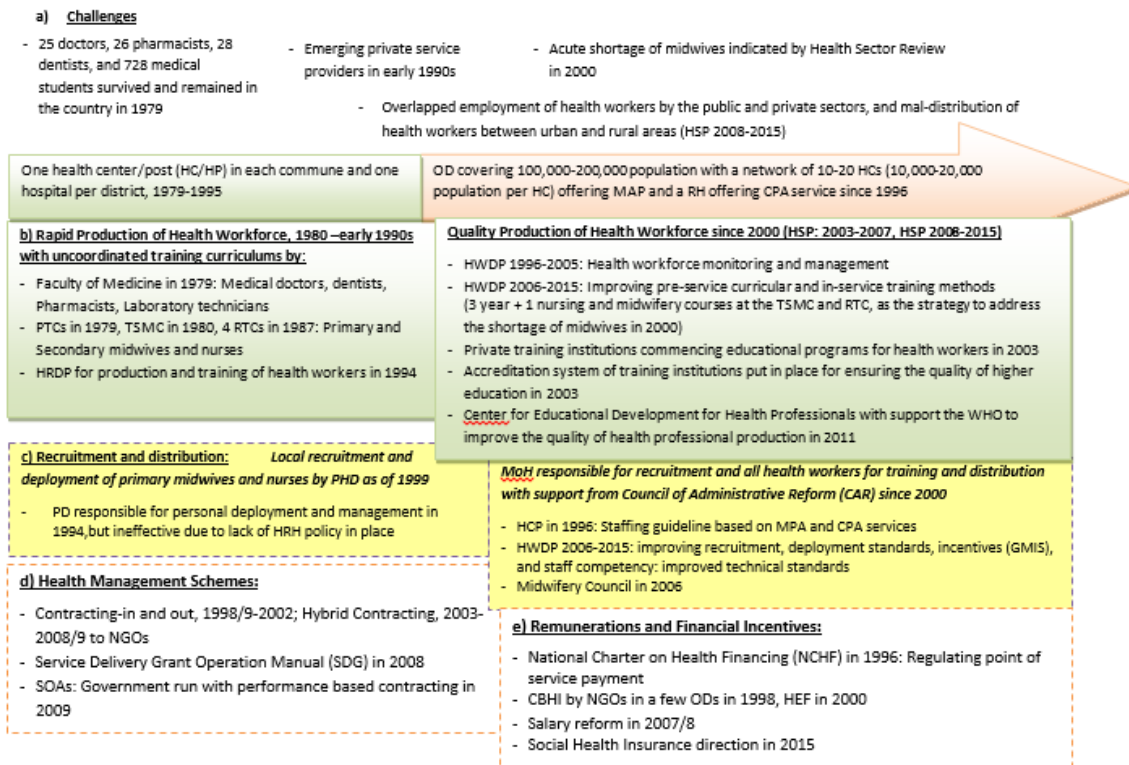 a) Challenges
- 25 doctors, 26 pharmacists, 28
dentists, and 728 medical
students survived and remained in
the country in 1979
- Emerging private service
providers in early 1990s
- Acute shortage of midwives indicated by Health Sector Review
in 2000
- Overlapped employment of health workers by the public and private sectors, and mal-distribution of
health workers between urban and rural areas (HSP 2008-2015)
One health center/post (HC/HP) in each commune and one
hospital per district, 1979-1995
OD covering 100,000-200,000 population with a network of 10-20 HCs (10,000-20,000
population per HC) offering MAP and a RH offering CPA service since 1996
b) Rapid Production of Health Workforce, 1980 –early 1990s
with uncoordinated training curriculums by:
- Faculty of Medicine in 1979: Medical doctors, dentists,
Pharmacists, Laboratory technicians
- PTCs in 1979, TSMC in 1980, 4 RTCs in 1987: Primary and
Secondary midwives and nurses
- HRDP for production and training of health workers in 1994
Quality Production of Health Workforce since 2000 (HSP: 2003-2007, HSP 2008-2015)
- HWDP 1996-2005: Health workforce monitoring and management
- HWDP 2006-2015: Improving pre-service curricular and in-service training methods
(3 year + 1 nursing and midwifery courses at the TSMC and RTC, as the strategy to address
the shortage of midwives in 2000)
- Private training institutions commencing educational programs for health workers in 2003
- Accreditation system of training institutions put in place for ensuring the quality of higher
education in 2003
- Center for Educational Development for Health Professionals with support the WHO to
improve the quality of health professional production in 2011
c) Recruitment and distribution: Local recruitment and
deployment of primary midwives and nurses by PHD as of 1999
- PD responsible for personal deployment and management in
1994,but ineffective due to lack of HRH policy in place
MoH responsible for recruitment and all health workers for training and distribution
with support from Council of Administrative Reform (CAR) since 2000
- HCP in 1996: Staffing guideline based on MPA and CPA services
- HWDP 2006-2015: improving recruitment, deployment standards, incentives (GMIS),
and staff competency: improved technical standards
- Midwifery Council in 2006
d) Health Management Schemes:
- Contracting-in and out, 1998/9-2002; Hybrid Contracting, 2003-
2008/9 to NGOs
- Service Delivery Grant Operation Manual (SDG) in 2008
- SOAs: Government run with performance based contracting in
2009
e) Remunerations and Financial Incentives:
- National Charter on Health Financing (NCHF) in 1996: Regulating point of
service payment
- CBHI by NGOs in a few ODs in 1998, HEF in 2000
- Salary reform in 2007/8
- Social Health Insurance direction in 2015